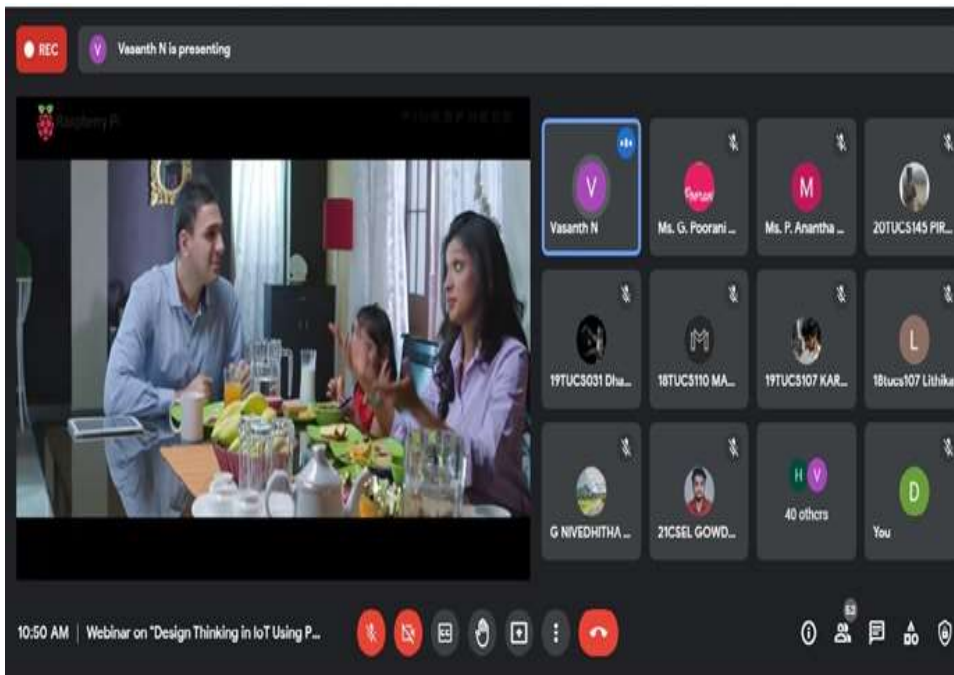 REC
V
Vasanth N is presenting
Raspberry Pi
V
Vasanth N
Ms. G. Poorani ...
M
Ms. P. Anantha ...
20TUCS145 PIR...
19TUCS031 Dha...
18TUCS110 MA...
19TUCS107 KAR...
L
18tucs107 Lithika
G NIVEDHITHA ...
21CSEL GOWD...
H V
40 others
D
You
10:50 AM | Webinar on "Design Thinking in IoT Using P...
CC